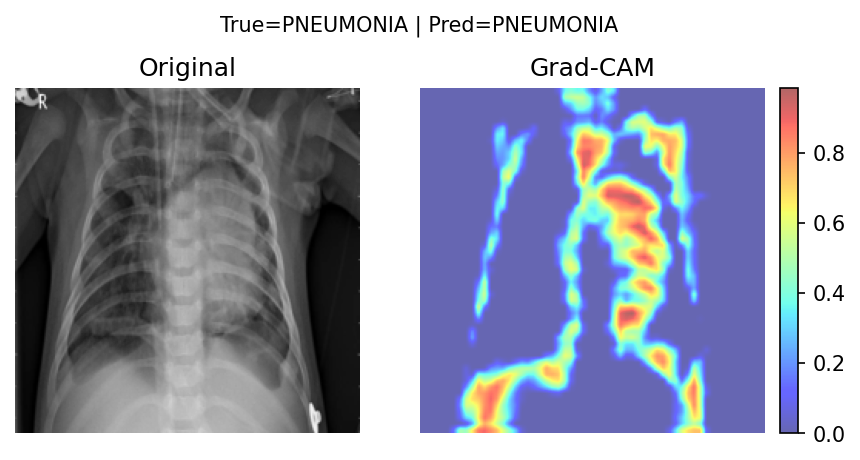 True=PNEUMONIA | Pred=PNEUMONIA
Original
Grad-CAM
R
0.8
0.6
0.4
0.2
0.0